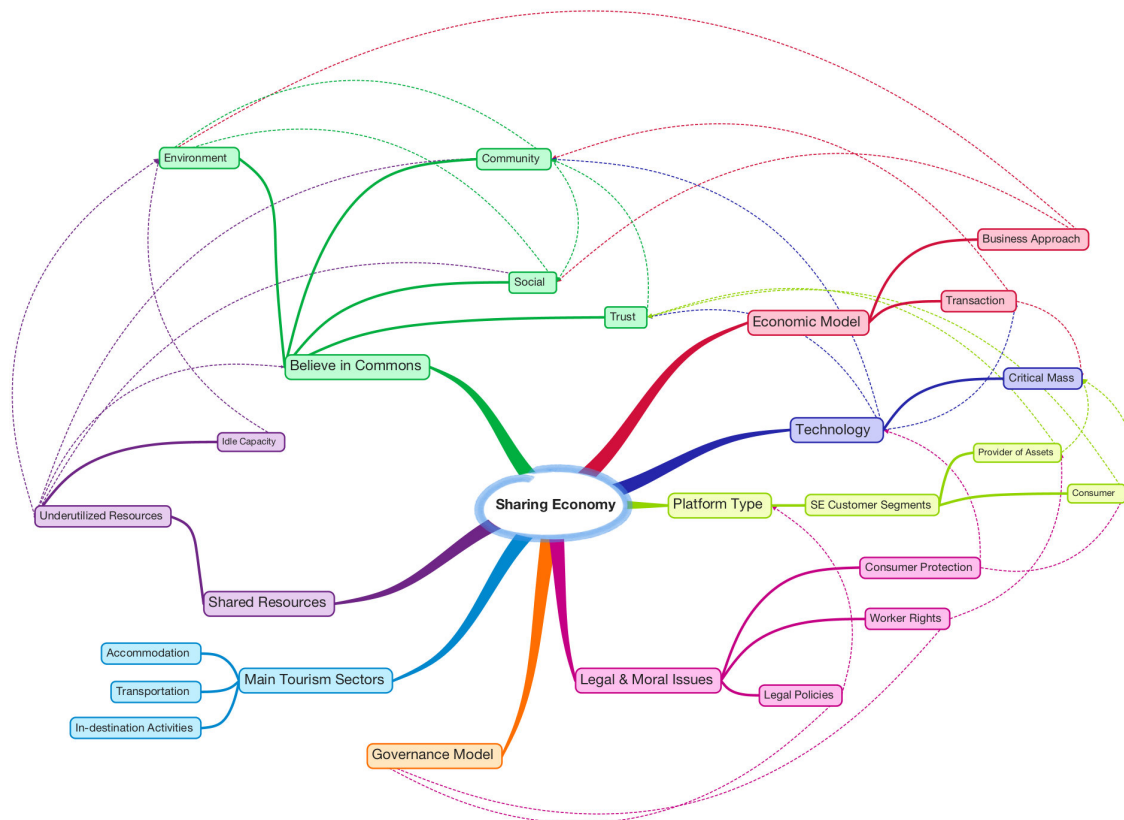 Environment
Community
Business Approach
Social
Transaction
Trust
Economic Model
Believe in Commons
Critical Mass
Technology
Idle Capacity
Provider of Assets
Consumer
Sharing Economy
Platform Type
SE Customer Segments
Underutilized Resources
Consumer Protection
Shared Resources
Worker Rights
Accommodation
Main Tourism Sectors
Legal & Moral Issues
Transportation
Legal Policies
In-destination Activities
Governance Model